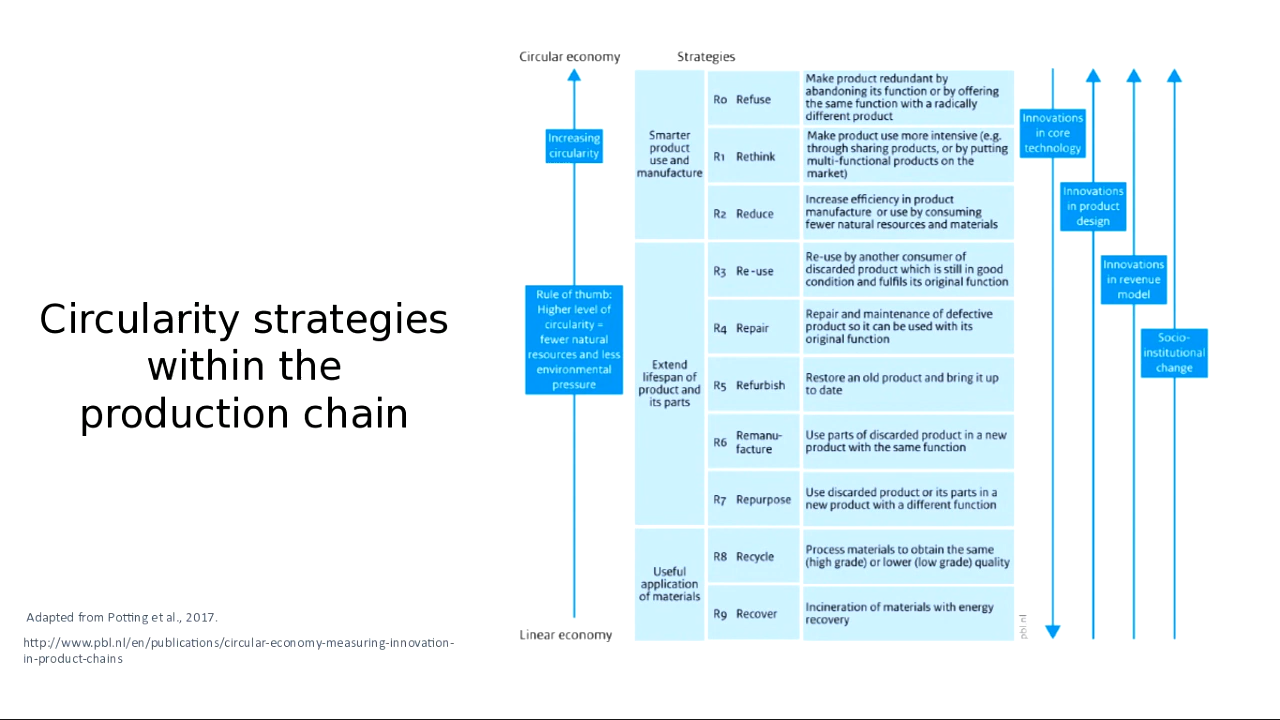 Circularity strategies
within the
production chain
Adapted from Potting et al., 2017.
http://www.pbl.nl/en/publications/circular-economy-measuring-innovation-
in-product-chains
Circular economy
Increasing
circularity
Rule of thumb:
Higher level of
circularity =
fewer natural
resources and less
environmental
pressure
Linear economy
Strategies
Smarter
product
use and
manufacture
R0 Refuse
Make product redundant by
abandoning its function or by offering
the same function with a radically
different product
R1 Rethink
Make product use more intensive (e.g.
through sharing products, or by putting
multi-functional products on the
market)
R2 Reduce
Increase efficiency in product
manufacture or use by consuming
fewer natural resources and materials
Extend
lifespan of
product and
its parts
R3 Re-use
Re-use by another consumer of
discarded product which is still in good
condition and fulfils its original function
R4 Repair
Repair and maintenance of defective
product so it can be used with its
original function
R5 Refurbish
Restore an old product and bring it up
to date
R6 Remanu-
facture
Use parts of discarded product in a new
product with the same function
R7 Repurpose
Use discarded product or its parts in a
new product with a different function
Useful
application
of materials
R8 Recycle
Process materials to obtain the same
(high grade) or lower (low grade) quality
R9 Recover
Incineration of materials with energy
recovery
Innovations
in core
technology
Innovations
in product
design
Innovations
in revenue
model
Socio-
institutional
change
pbl.nl